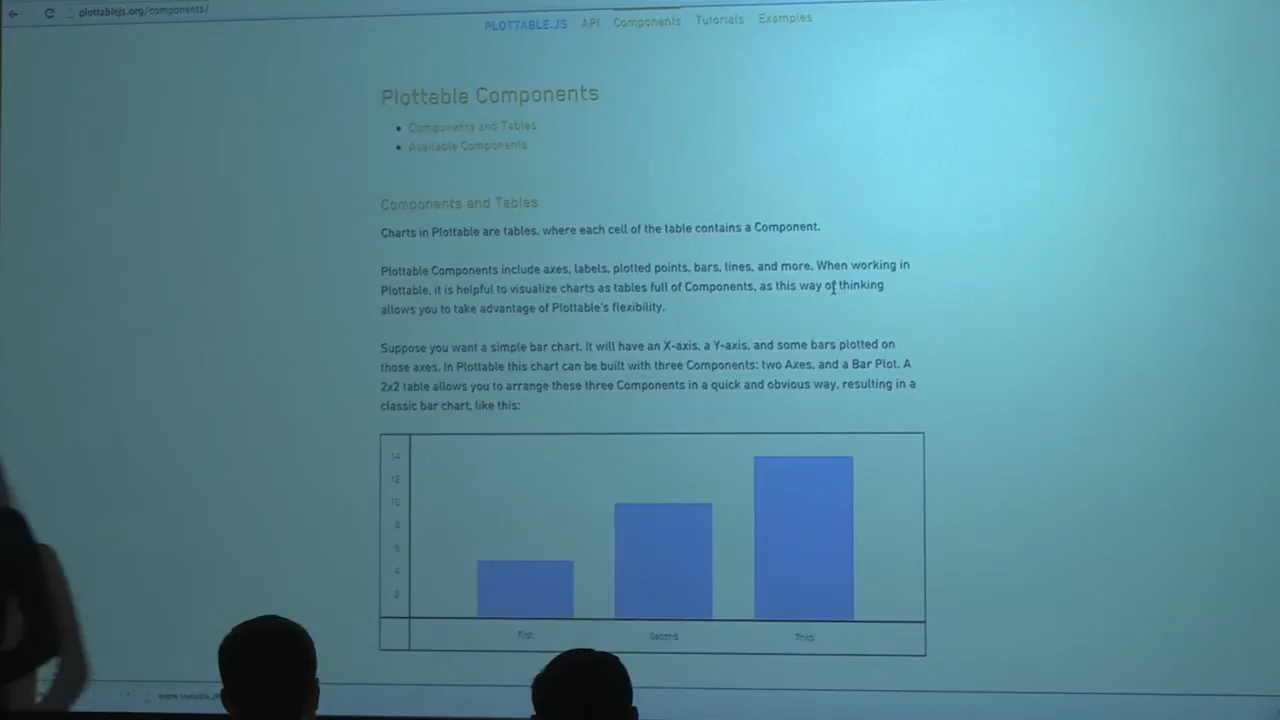 plottablejs.org/components/
PLOTTABLE.JS API Components Tutorials Examples
Plottable Components
Components and Tables
Available Components
Components and Tables
Charts in Plottable are tables, where each cell of the table contains a Component.
Plottable Components include axes, labels, plotted points, bars, lines, and more. When working in
Plottable, it is helpful to visualize charts as tables full of Components, as this way of thinking
allows you to take advantage of Plottable's flexibility.
Suppose you want a simple bar chart. It will have an X-axis, a Y-axis, and some bars plotted on
those axes. In Plottable this chart can be built with three Components: two Axes, and a Bar Plot. A
2x2 table allows you to arrange these three Components in a quick and obvious way, resulting in a
classic bar chart, like this:
14
12
10
8
6
4
2
First Second Third